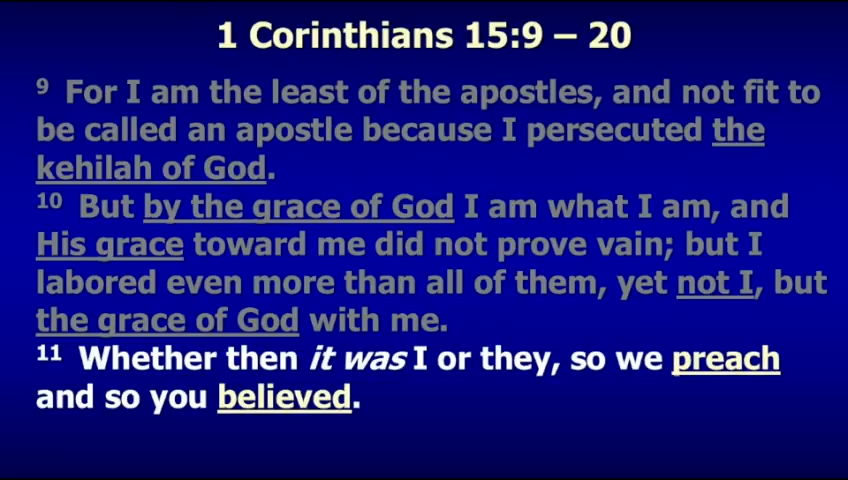 1 Corinthians 15:9 – 20
9 For I am the least of the apostles, and not fit to
be called an apostle because I persecuted the
kehilah of God.
10 But by the grace of God I am what I am, and
His grace toward me did not prove vain; but I
labored even more than all of them, yet not I, but
the grace of God with me.
11 Whether then it was I or they, so we preach
and so you believed.